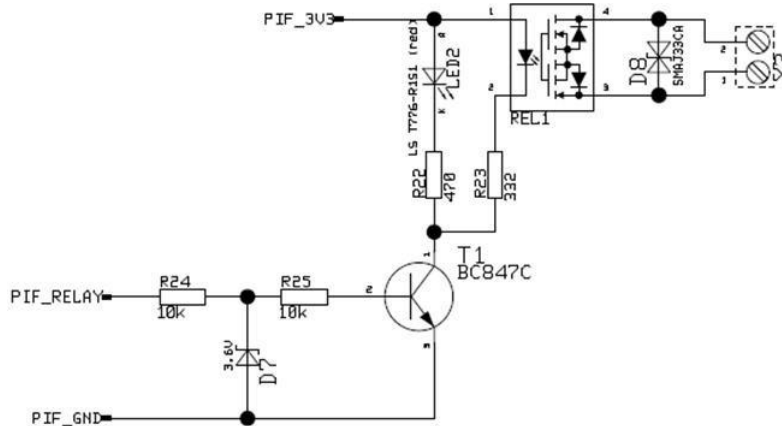 PIF_3V3
1
4
A
LED2
LS T776-R1S1 (red)
K
2
3
REL1
D8
SMAJ33CA
2
1
R22
470
R23
332
1
T1
BC847C
R24
10k
R25
10k
2
PIF_RELAY
3.6V
D7
3
PIF_GND